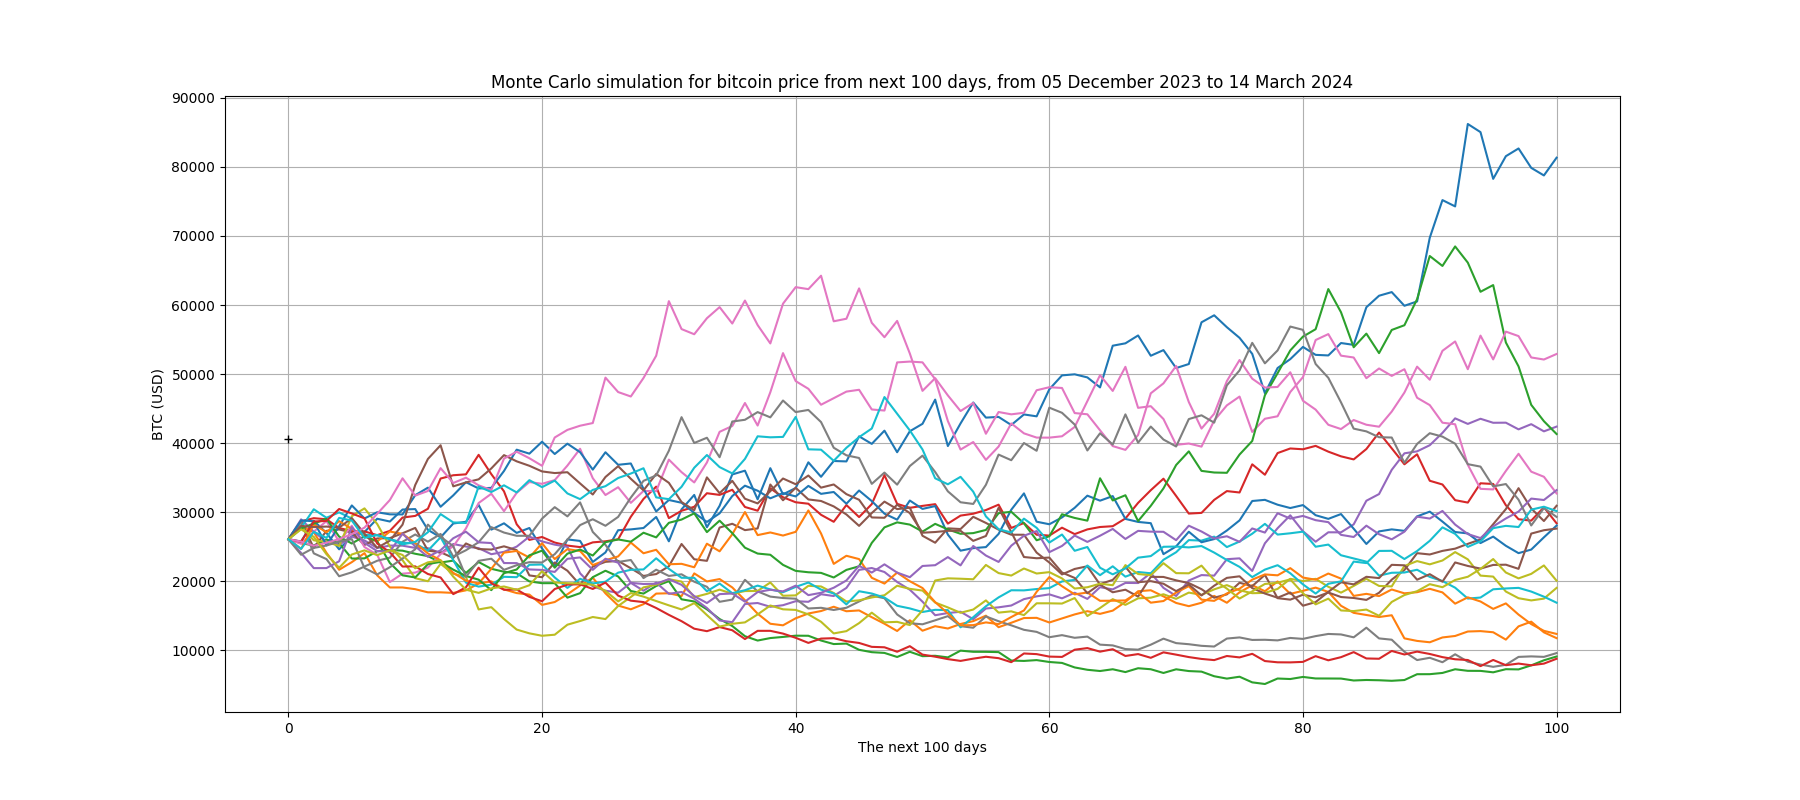 Monte Carlo simulation for bitcoin price from next 100 days, from 05 December 2023 to 14 March 2024
90000
80000
70000
60000
50000
40000
30000
20000
10000
BTC (USD)
0 20 40 60 80 100
The next 100 days